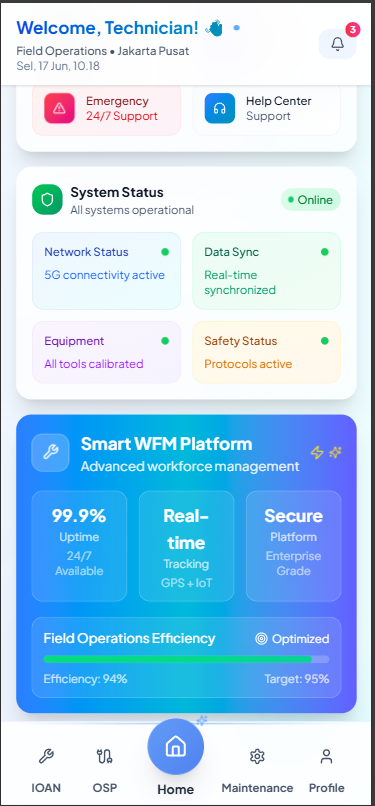 Welcome, Technician!
3
Field Operations • Jakarta Pusat
Sel, 17 Jun, 10.18
Emergency
24/7 Support
Help Center
Support
System Status
All systems operational
Online
Network Status
5G connectivity active
Data Sync
Real-time
synchronized
Equipment
All tools calibrated
Safety Status
Protocols active
Smart WFM Platform
Advanced workforce management
99.9%
Uptime
24/7
Available
Real-
time
Tracking
GPS + IoT
Secure
Platform
Enterprise
Grade
Field Operations Efficiency
Optimized
Efficiency: 94%
Target: 95%
IOAN
OSP
Home
Maintenance
Profile